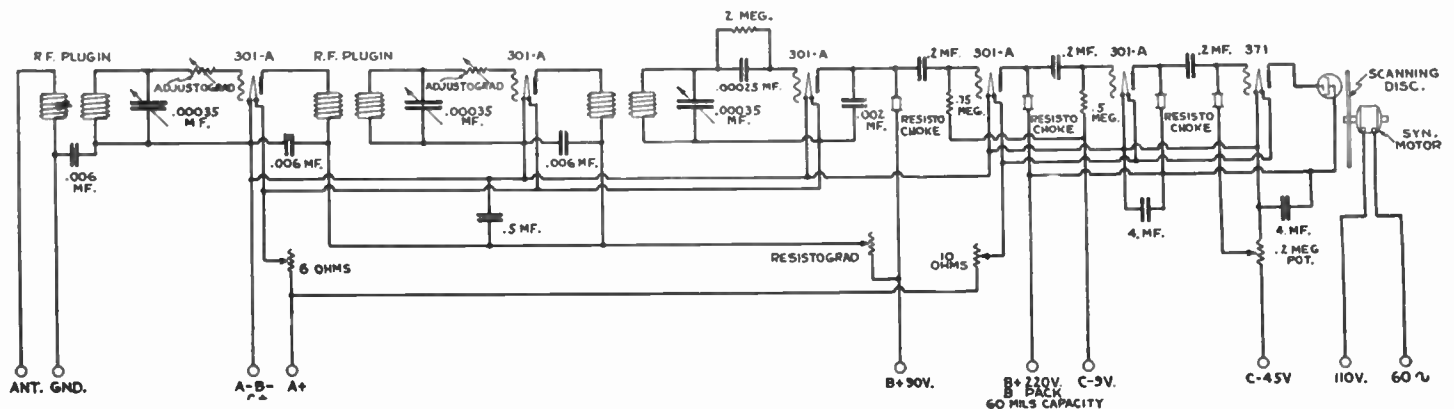 2 MEG.
R.F. PLUGIN
301-A
R.F. PLUGIN
301-A
301-A
.2 MF.
301-A
.2 MF.
301-A
.2 MF.
371
SCANNING
DISC.
ADJUSTOGRAD
ADJUSTOGRAD
.00025 MF.
.00035
MF.
.00035
MF.
.00035
MF.
.002
MF.
RESISTO
CHOKE
.75
MEG.
RESISTO
CHOKE
.5
MEG.
RESISTO
CHOKE
SYN.
MOTOR
.006
MF.
.006 MF.
.006 MF.
.5 MF.
4. MF.
4. MF.
6 OHMS
RESISTOGRAD
10
OHMS
.2 MEG
POT.
ANT.
GND.
A-B-
C+
A+
B+90V.
B+220V.
B PACK
60 MILS CAPACITY
C-9V.
C-45V
110V.
60~